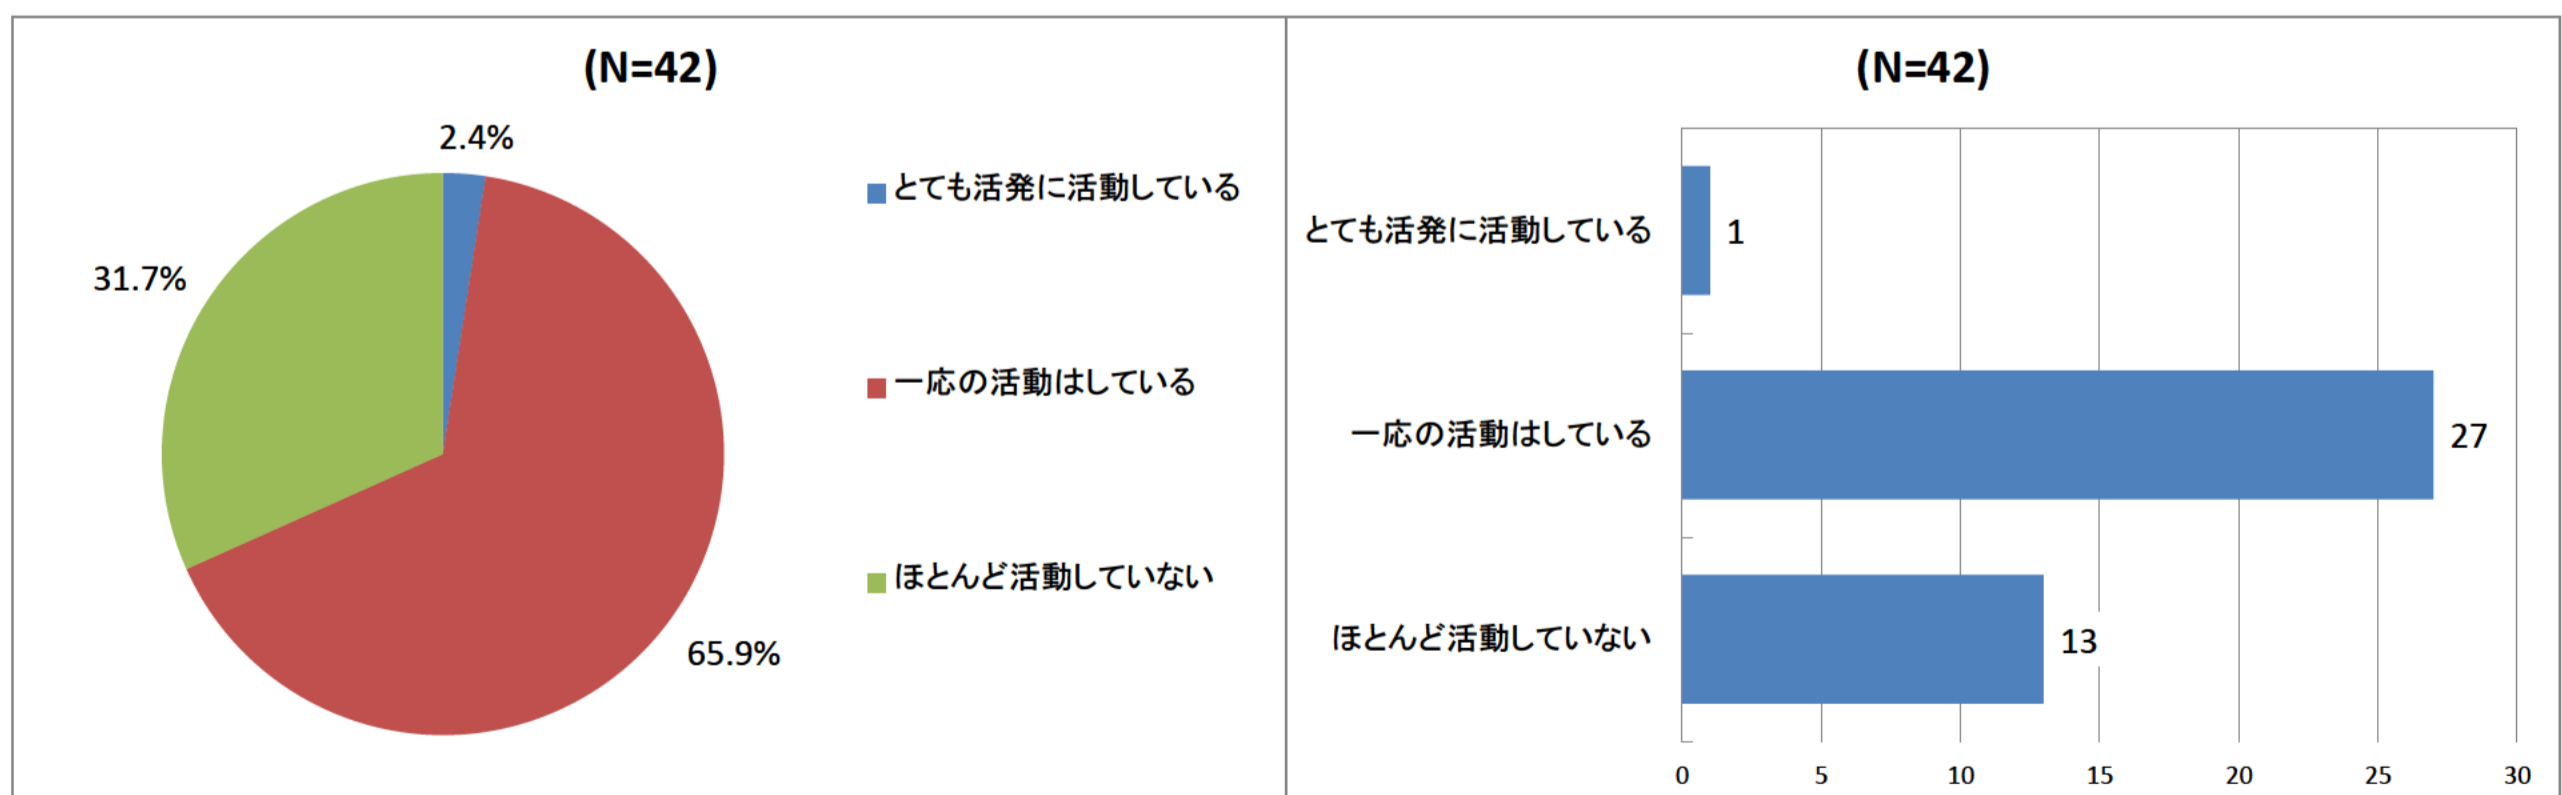 (N=42)
2.4%
31.7%
65.9%
とても活発に活動している
一応の活動はしている
ほとんど活動していない
(N=42)
とても活発に活動している
1
一応の活動はしている
27
ほとんど活動していない
13
0 5 10 15 20 25 30